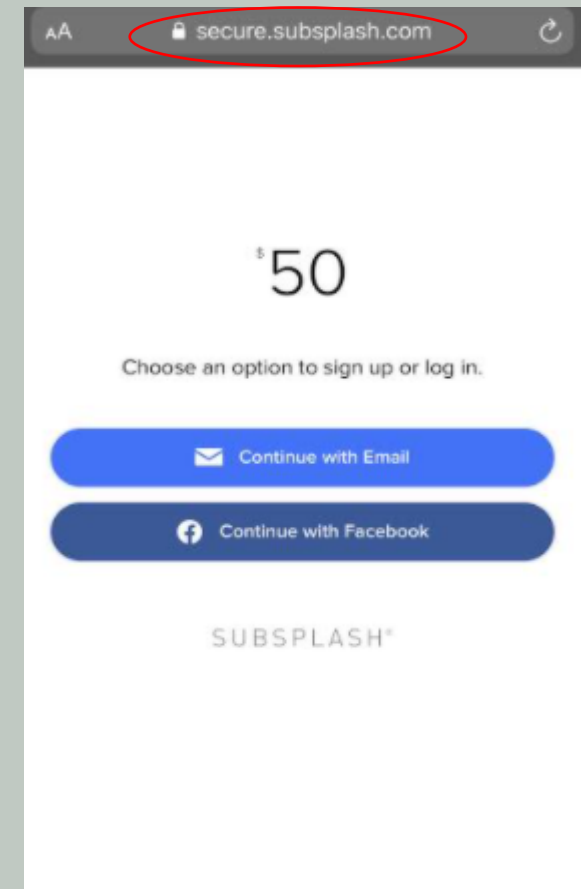 AA secure.subsplash.com
$50
Choose an option to sign up or log in.
Continue with Email
Continue with Facebook
SUBSPLASH®